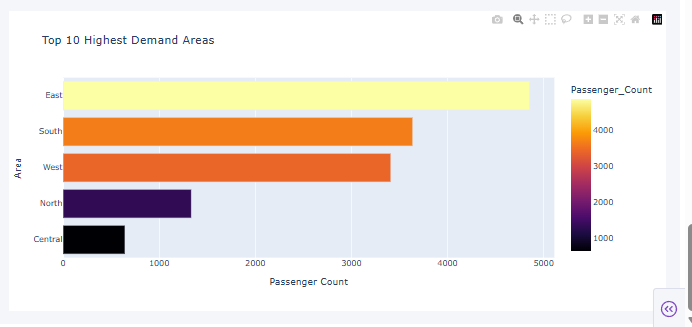 Top 10 Highest Demand Areas
Passenger_Count
East
South
West
North
Central
Area
0 1000 2000 3000 4000 5000
Passenger Count
4000
3000
2000
1000